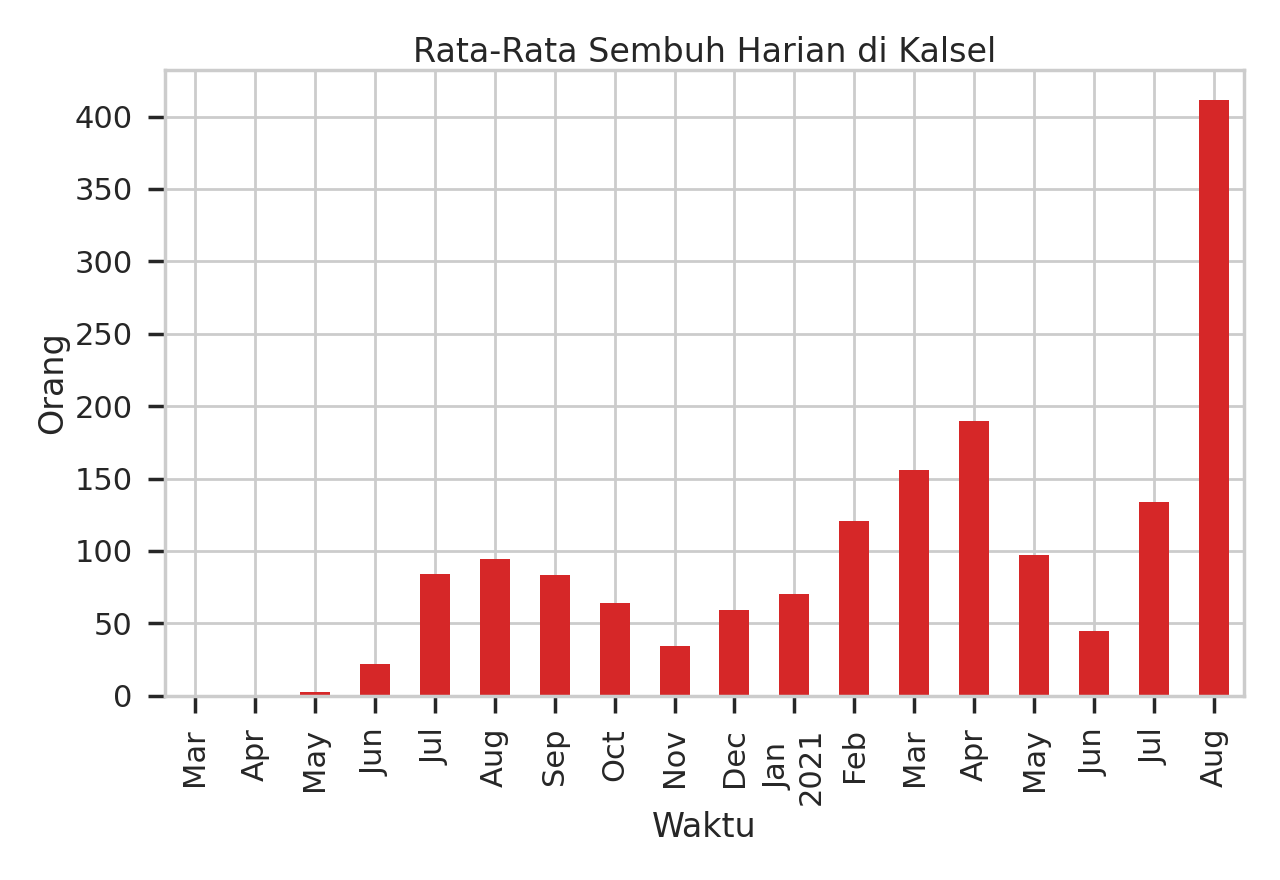 Rata-Rata Sembuh Harian di Kalsel
400
350
300
250
200
150
100
50
0
Orang
Mar
Apr
May
Jun
Jul
Aug
Sep
Oct
Nov
Dec
Jan
2021
Feb
Mar
Apr
May
Jun
Jul
Aug
Waktu